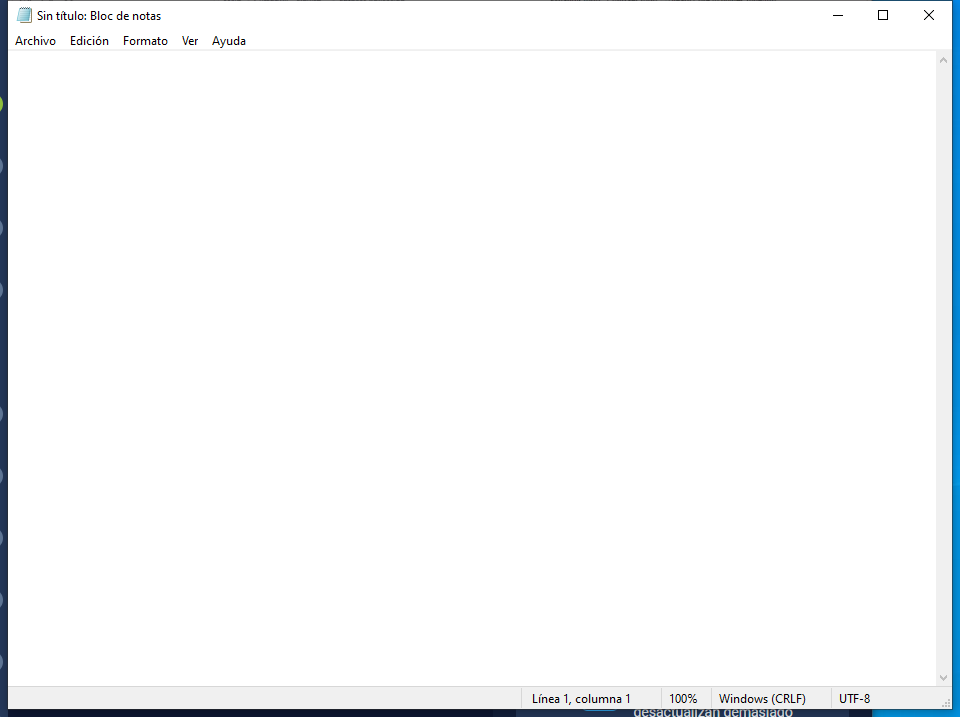 Sin título: Bloc de notas
Archivo Edición Formato Ver Ayuda
Línea 1, columna 1 100% Windows (CRLF) UTF-8
desactualizan demasiado